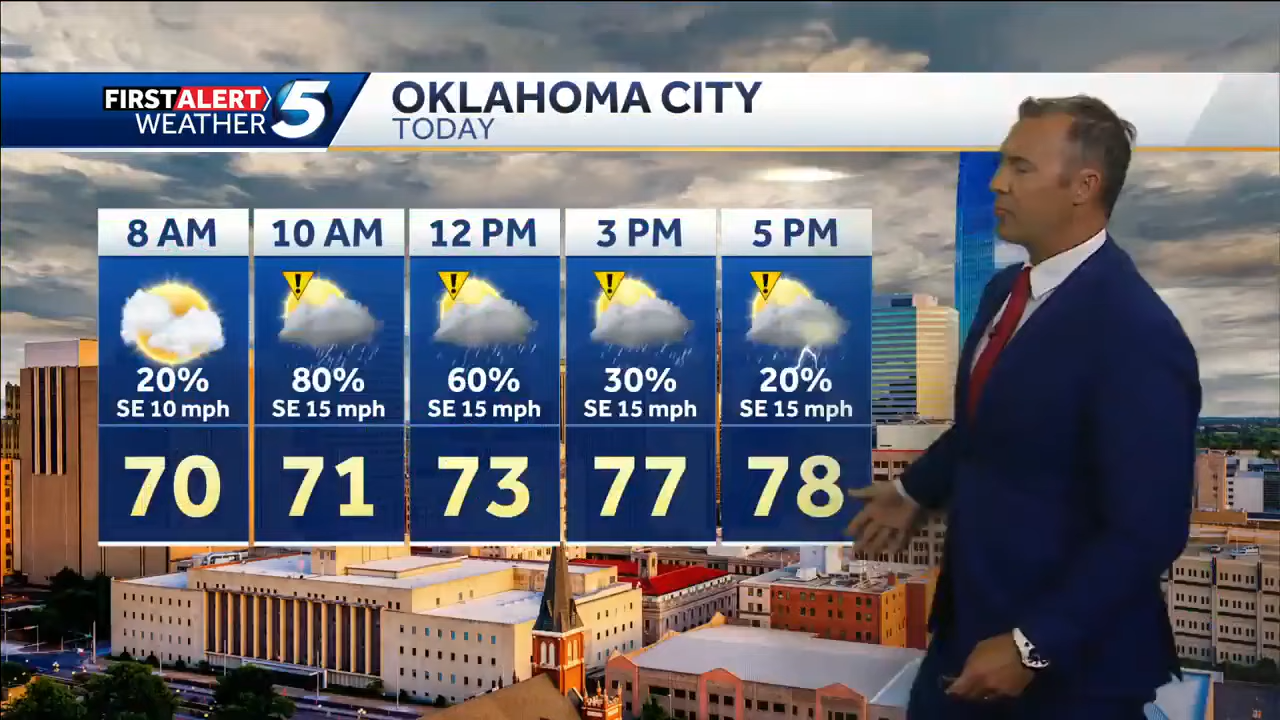 FIRST ALERT
WEATHER 5
OKLAHOMA CITY
TODAY
8 AM 10 AM 12 PM 3 PM 5 PM
! ! ! !
20% 80% 60% 30% 20%
SE 10 mph SE 15 mph SE 15 mph SE 15 mph SE 15 mph
70 71 73 77 78